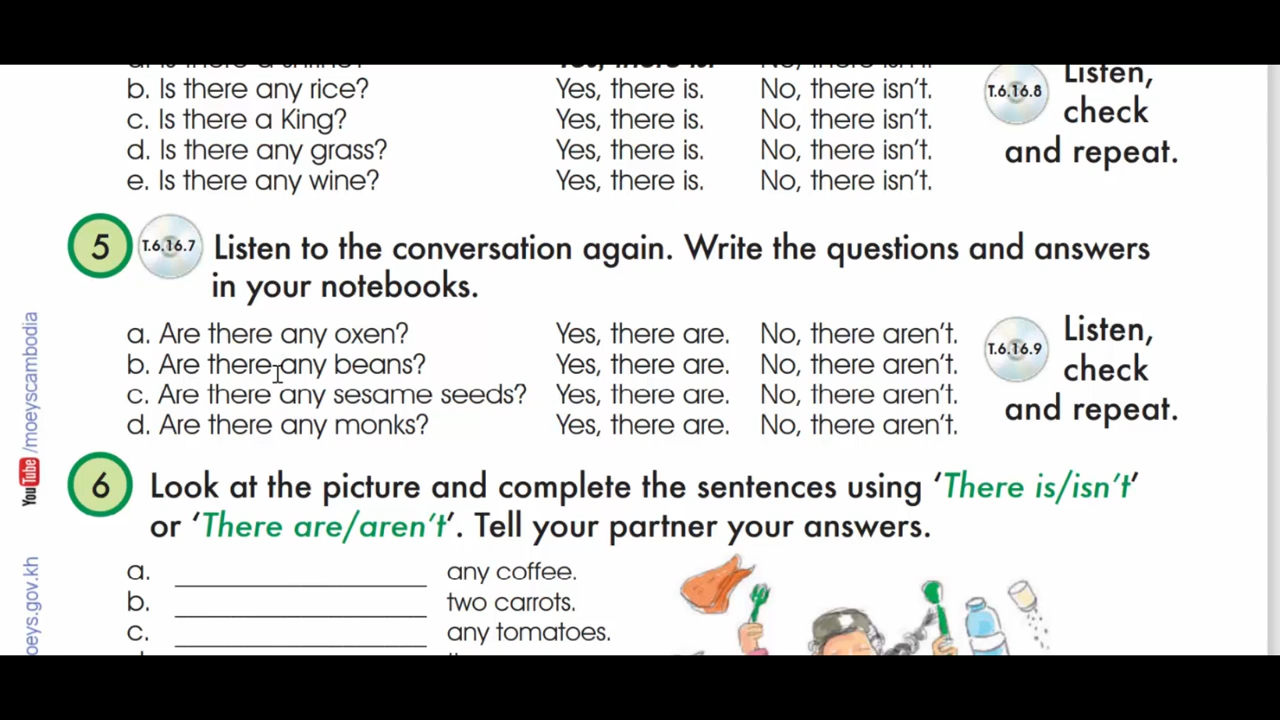 b. Is there any rice? Yes, there is. No, there isn't.
c. Is there a King? Yes, there is. No, there isn't.
d. Is there any grass? Yes, there is. No, there isn't.
e. Is there any wine? Yes, there is. No, there isn't.
T.6.16.8 Listen,
check
and repeat.
5 T.6.16.7 Listen to the conversation again. Write the questions and answers
in your notebooks.
a. Are there any oxen? Yes, there are. No, there aren't.
b. Are there any beans? Yes, there are. No, there aren't.
c. Are there any sesame seeds? Yes, there are. No, there aren't.
d. Are there any monks? Yes, there are. No, there aren't.
T.6.16.9 Listen,
check
and repeat.
6 Look at the picture and complete the sentences using 'There is/isn't'
or 'There are/aren't'. Tell your partner your answers.
a. ____________________ any coffee.
b. ____________________ two carrots.
c. ____________________ any tomatoes.
YouTube /moeyscambodia
oeys.gov.kh